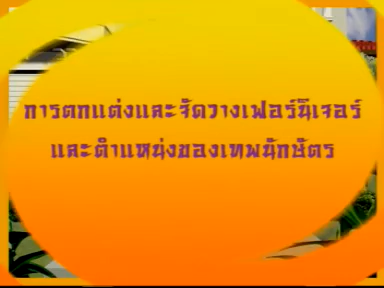 การตกแต่งและจัดวางเฟอร์นิเจอร์
และตำแหน่งของเทพนักษัตร